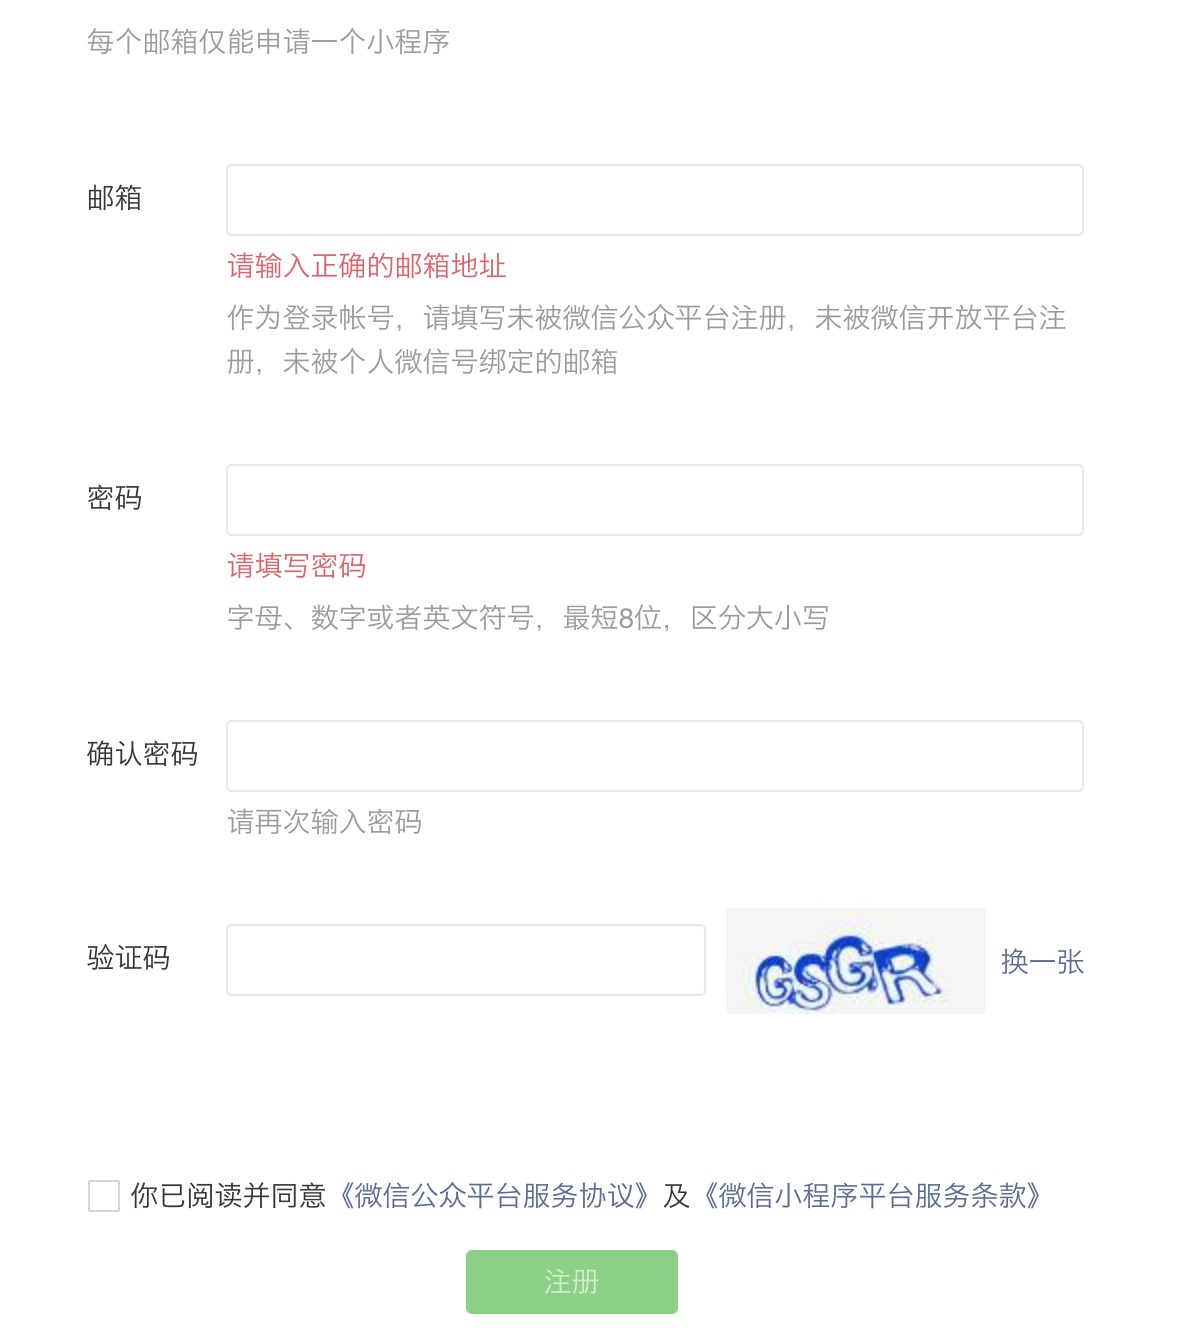 每个邮箱仅能申请一个小程序
邮箱
请输入正确的邮箱地址
作为登录帐号，请填写未被微信公众平台注册，未被微信开放平台注
册，未被个人微信号绑定的邮箱
密码
请填写密码
字母、数字或者英文符号，最短8位，区分大小写
确认密码
请再次输入密码
验证码 GSGR 换一张
你已阅读并同意《微信公众平台服务协议》及《微信小程序平台服务条款》
注册